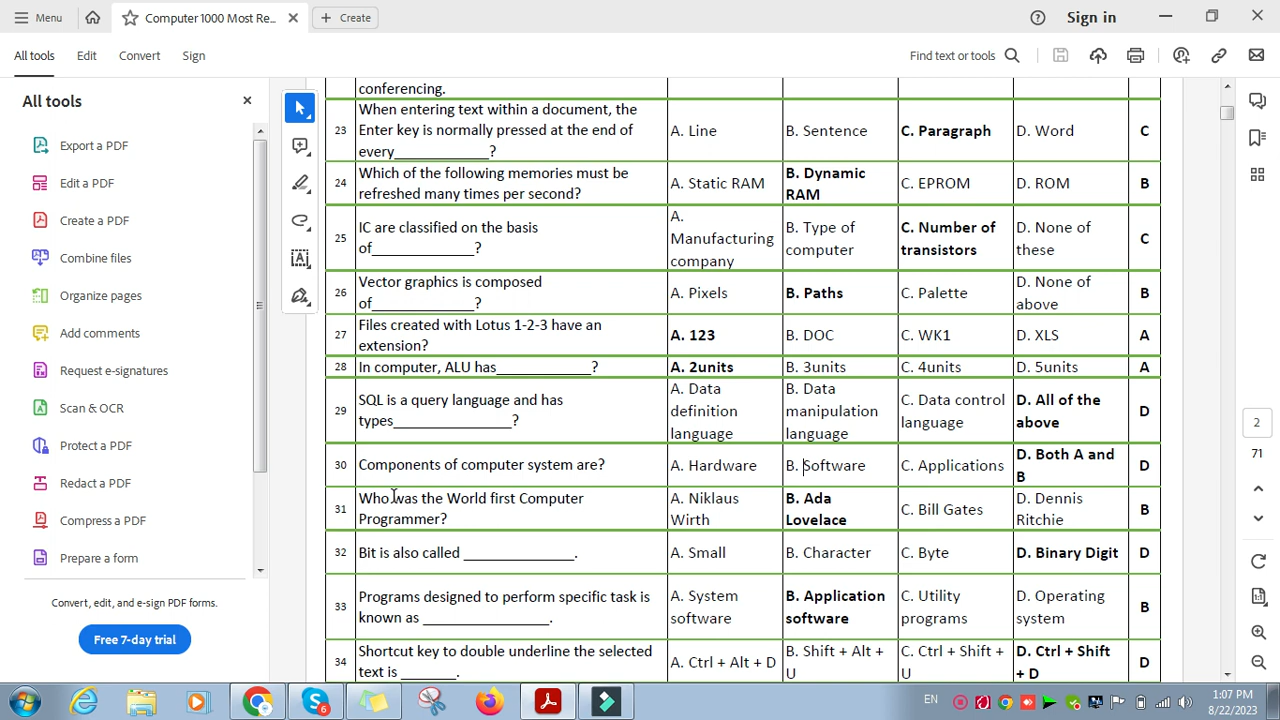 Menu
Computer 1000 Most Re...
Create
Sign in
All tools
Edit
Convert
Sign
Find text or tools
All tools
Export a PDF
Edit a PDF
Create a PDF
Combine files
Organize pages
Add comments
Request e-signatures
Scan & OCR
Protect a PDF
Redact a PDF
Compress a PDF
Prepare a form
Convert, edit, and e-sign PDF forms.
Free 7-day trial
conferencing.
23 When entering text within a document, the Enter key is normally pressed at the end of every____________? A. Line B. Sentence C. Paragraph D. Word C
24 Which of the following memories must be refreshed many times per second? A. Static RAM B. Dynamic RAM C. EPROM D. ROM B
25 IC are classified on the basis of_____________? A. Manufacturing company B. Type of computer C. Number of transistors D. None of these C
26 Vector graphics is composed of_____________? A. Pixels B. Paths C. Palette D. None of above B
27 Files created with Lotus 1-2-3 have an extension? A. 123 B. DOC C. WK1 D. XLS A
28 In computer, ALU has____________? A. 2units B. 3units C. 4units D. 5units A
29 SQL is a query language and has types_______________? A. Data definition language B. Data manipulation language C. Data control language D. All of the above D
30 Components of computer system are? A. Hardware B. Software C. Applications D. Both A and B D
31 Who was the World first Computer Programmer? A. Niklaus Wirth B. Ada Lovelace C. Bill Gates D. Dennis Ritchie B
32 Bit is also called ______________. A. Small B. Character C. Byte D. Binary Digit D
33 Programs designed to perform specific task is known as ________________. A. System software B. Application software C. Utility programs D. Operating system B
34 Shortcut key to double underline the selected text is _______. A. Ctrl + Alt + D B. Shift + Alt + U C. Ctrl + Shift + U D. Ctrl + Shift + D D
2
71
6
EN
1:07 PM
8/22/2023